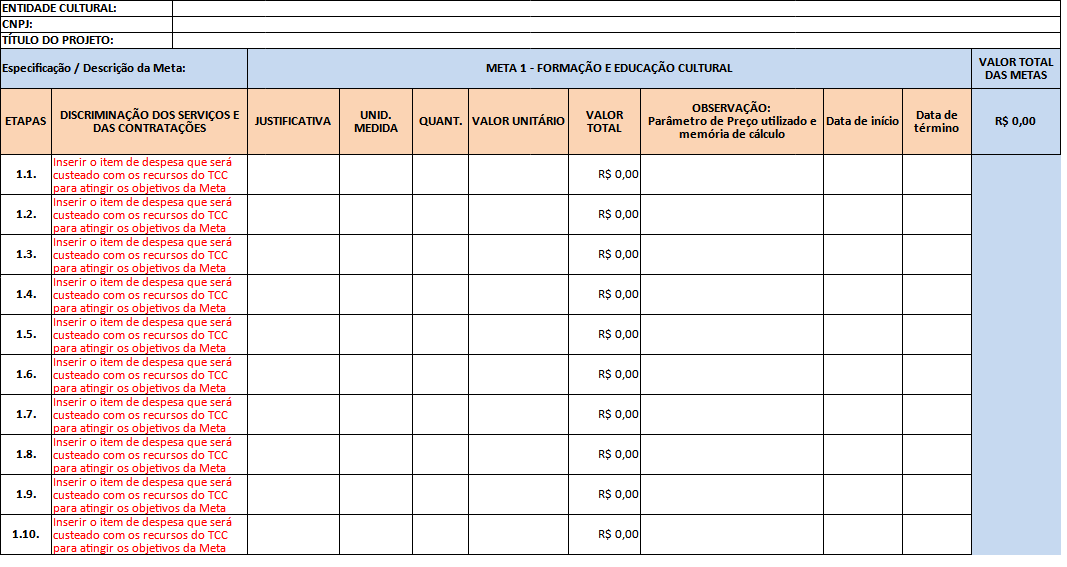 ENTIDADE CULTURAL:
CNPJ:
TÍTULO DO PROJETO:
Especificação / Descrição da Meta:
META 1 - FORMAÇÃO E EDUCAÇÃO CULTURAL
VALOR TOTAL
DAS METAS
ETAPAS
DISCRIMINAÇÃO DOS SERVIÇOS E
DAS CONTRATAÇÕES
JUSTIFICATIVA
UNID.
MEDIDA
QUANT.
VALOR UNITÁRIO
VALOR
TOTAL
OBSERVAÇÃO:
Parâmetro de Preço utilizado e
memória de cálculo
Data de início
Data de
término
R$ 0,00
1.1.
Inserir o item de despesa que será
custeado com os recursos do TCC
para atingir os objetivos da Meta
R$ 0,00
1.2.
Inserir o item de despesa que será
custeado com os recursos do TCC
para atingir os objetivos da Meta
R$ 0,00
1.3.
Inserir o item de despesa que será
custeado com os recursos do TCC
para atingir os objetivos da Meta
R$ 0,00
1.4.
Inserir o item de despesa que será
custeado com os recursos do TCC
para atingir os objetivos da Meta
R$ 0,00
1.5.
Inserir o item de despesa que será
custeado com os recursos do TCC
para atingir os objetivos da Meta
R$ 0,00
1.6.
Inserir o item de despesa que será
custeado com os recursos do TCC
para atingir os objetivos da Meta
R$ 0,00
1.7.
Inserir o item de despesa que será
custeado com os recursos do TCC
para atingir os objetivos da Meta
R$ 0,00
1.8.
Inserir o item de despesa que será
custeado com os recursos do TCC
para atingir os objetivos da Meta
R$ 0,00
1.9.
Inserir o item de despesa que será
custeado com os recursos do TCC
para atingir os objetivos da Meta
R$ 0,00
1.10.
Inserir o item de despesa que será
custeado com os recursos do TCC
para atingir os objetivos da Meta
R$ 0,00